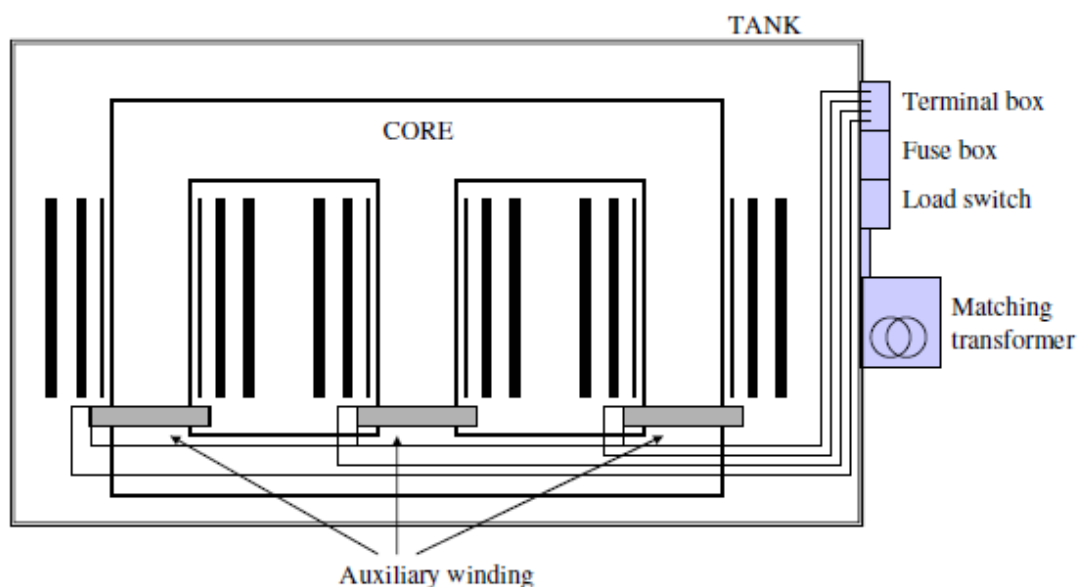 TANK
Terminal box
CORE
Fuse box
Load switch
Matching
transformer
Auxiliary winding